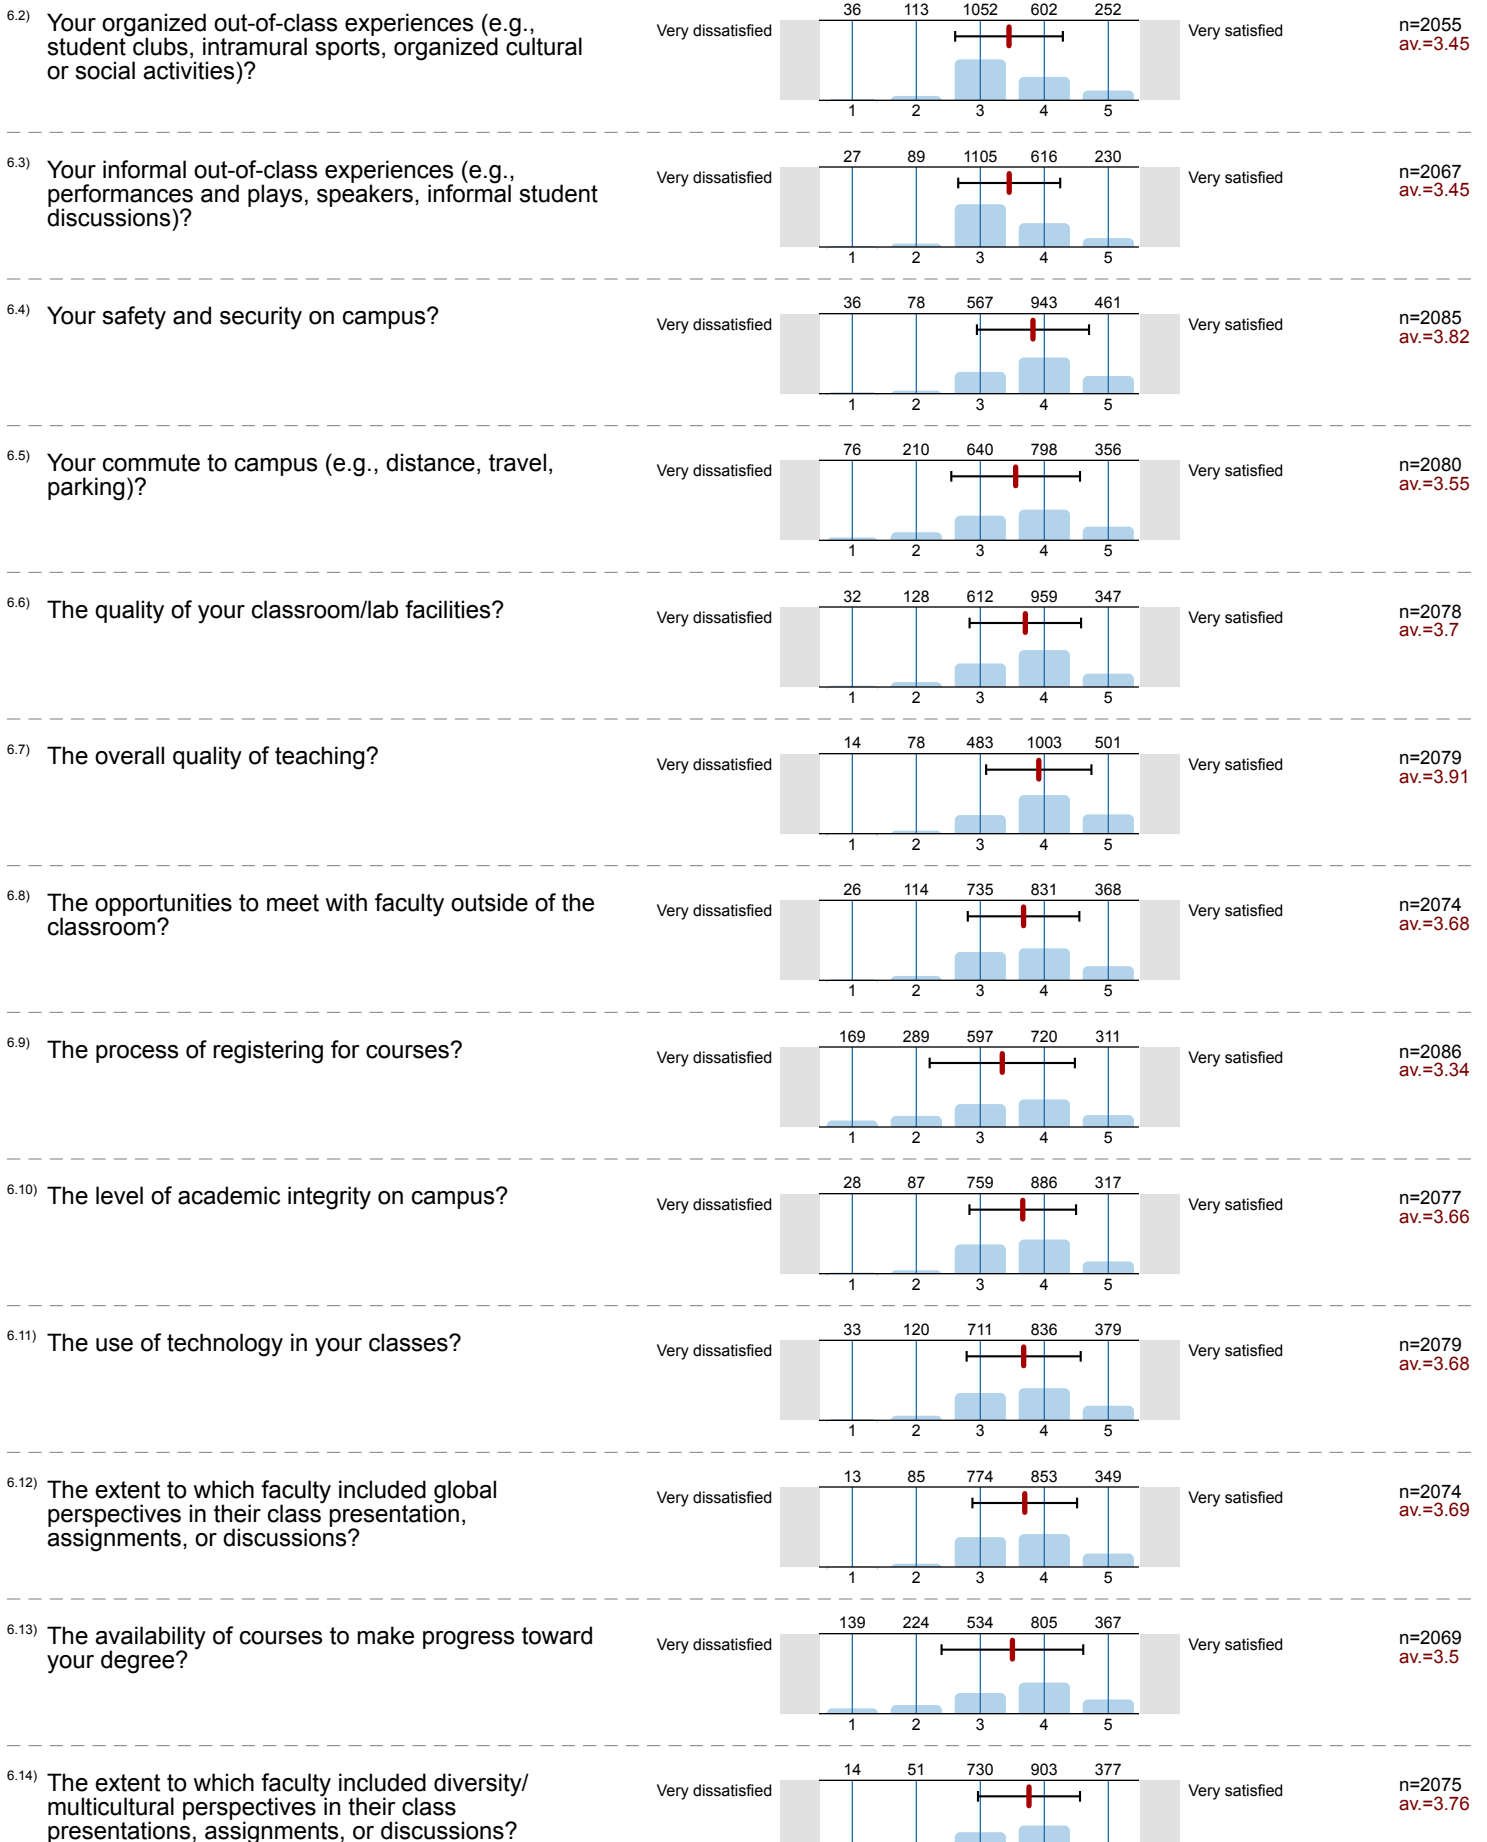 6.2) Your organized out-of-class experiences (e.g.,
student clubs, intramural sports, organized cultural
or social activities)?
36 113 1052 602 252
Very dissatisfied Very satisfied
n=2055
av.=3.45
1 2 3 4 5
6.3) Your informal out-of-class experiences (e.g.,
performances and plays, speakers, informal student
discussions)?
27 89 1105 616 230
Very dissatisfied Very satisfied
n=2067
av.=3.45
1 2 3 4 5
6.4) Your safety and security on campus?
36 78 567 943 461
Very dissatisfied Very satisfied
n=2085
av.=3.82
1 2 3 4 5
6.5) Your commute to campus (e.g., distance, travel,
parking)?
76 210 640 798 356
Very dissatisfied Very satisfied
n=2080
av.=3.55
1 2 3 4 5
6.6) The quality of your classroom/lab facilities?
32 128 612 959 347
Very dissatisfied Very satisfied
n=2078
av.=3.7
1 2 3 4 5
6.7) The overall quality of teaching?
14 78 483 1003 501
Very dissatisfied Very satisfied
n=2079
av.=3.91
1 2 3 4 5
6.8) The opportunities to meet with faculty outside of the
classroom?
26 114 735 831 368
Very dissatisfied Very satisfied
n=2074
av.=3.68
1 2 3 4 5
6.9) The process of registering for courses?
169 289 597 720 311
Very dissatisfied Very satisfied
n=2086
av.=3.34
1 2 3 4 5
6.10) The level of academic integrity on campus?
28 87 759 886 317
Very dissatisfied Very satisfied
n=2077
av.=3.66
1 2 3 4 5
6.11) The use of technology in your classes?
33 120 711 836 379
Very dissatisfied Very satisfied
n=2079
av.=3.68
1 2 3 4 5
6.12) The extent to which faculty included global
perspectives in their class presentation,
assignments, or discussions?
13 85 774 853 349
Very dissatisfied Very satisfied
n=2074
av.=3.69
1 2 3 4 5
6.13) The availability of courses to make progress toward
your degree?
139 224 534 805 367
Very dissatisfied Very satisfied
n=2069
av.=3.5
1 2 3 4 5
6.14) The extent to which faculty included diversity/
multicultural perspectives in their class
presentations, assignments, or discussions?
14 51 730 903 377
Very dissatisfied Very satisfied
n=2075
av.=3.76